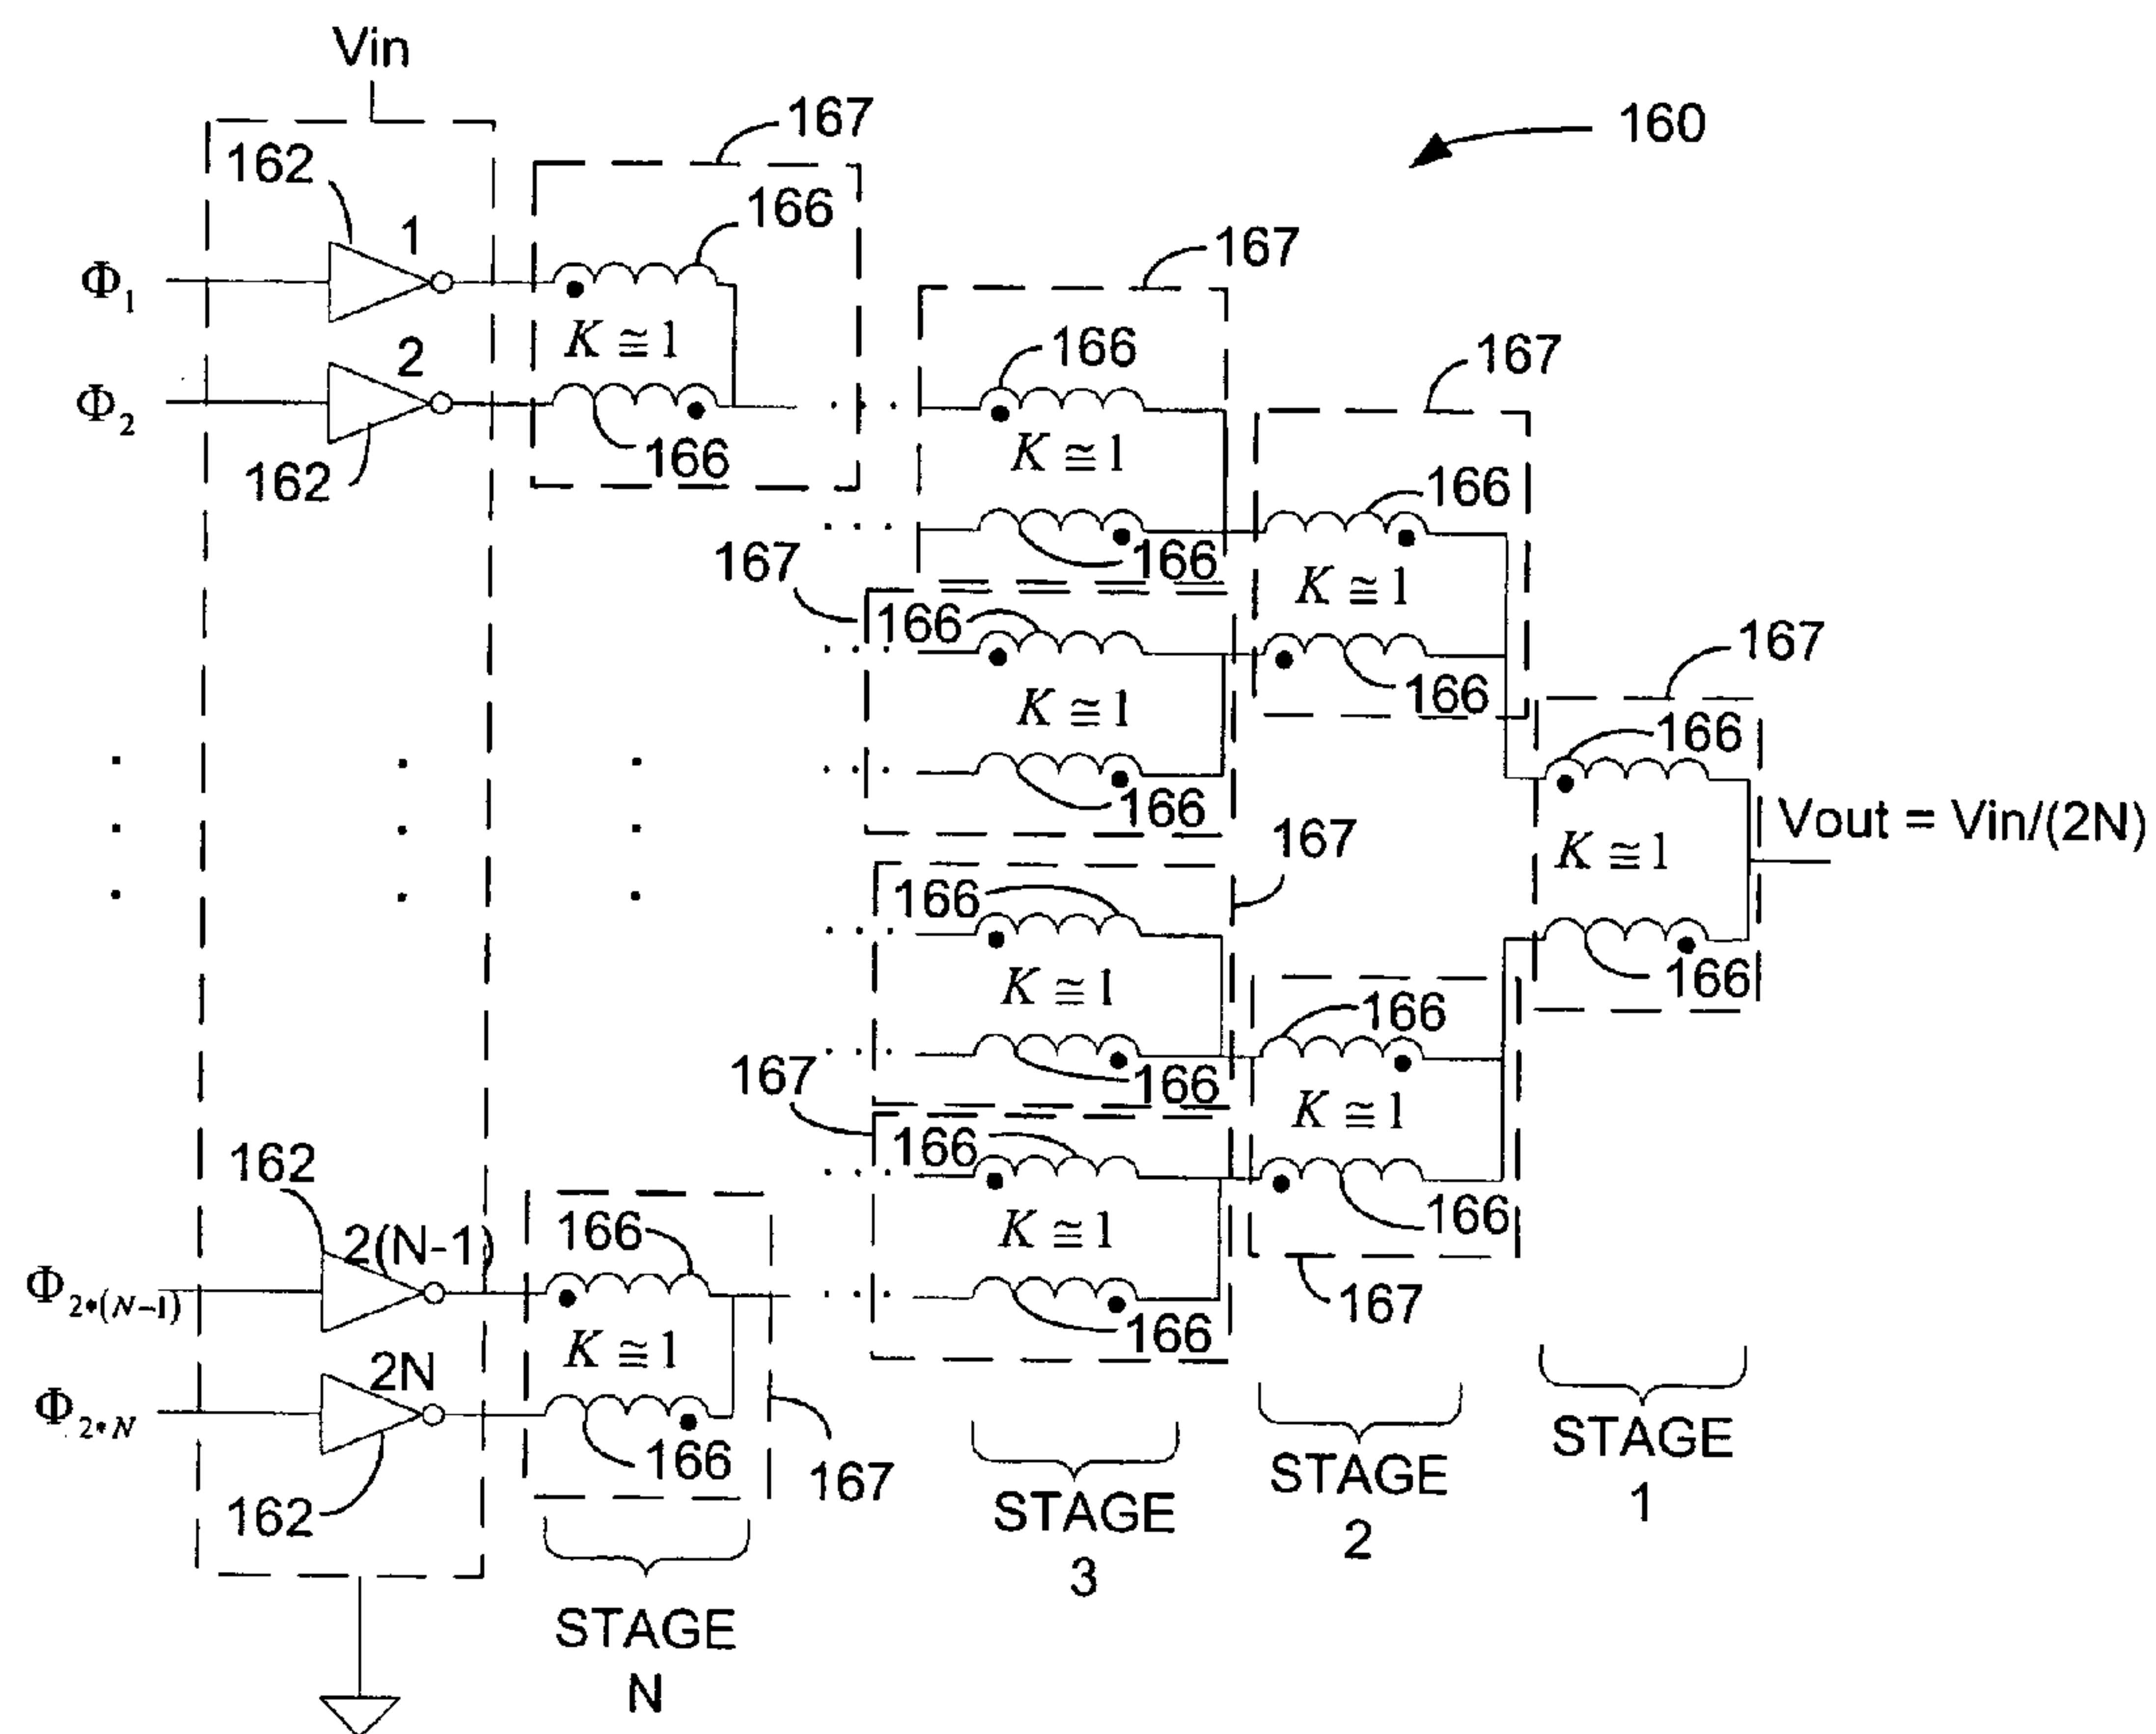 Vin
167
160
162
166
1
167
Φ₁
K ≅ 1
2
166
167
Φ₂
K ≅ 1
166
162
166
167
166
K ≅ 1
166
167
K ≅ 1
166
166
166
Vout = Vin/(2N)
167
K ≅ 1
166
K ≅ 1
166
166
167
166
K ≅ 1
166
162
2(N-1)
166
K ≅ 1
166
Φ₂•(N−1)
K ≅ 1
167
166
2N
K ≅ 1
Φ₂•N
166
167
162
STAGE
1
STAGE
2
STAGE
3
STAGE
N